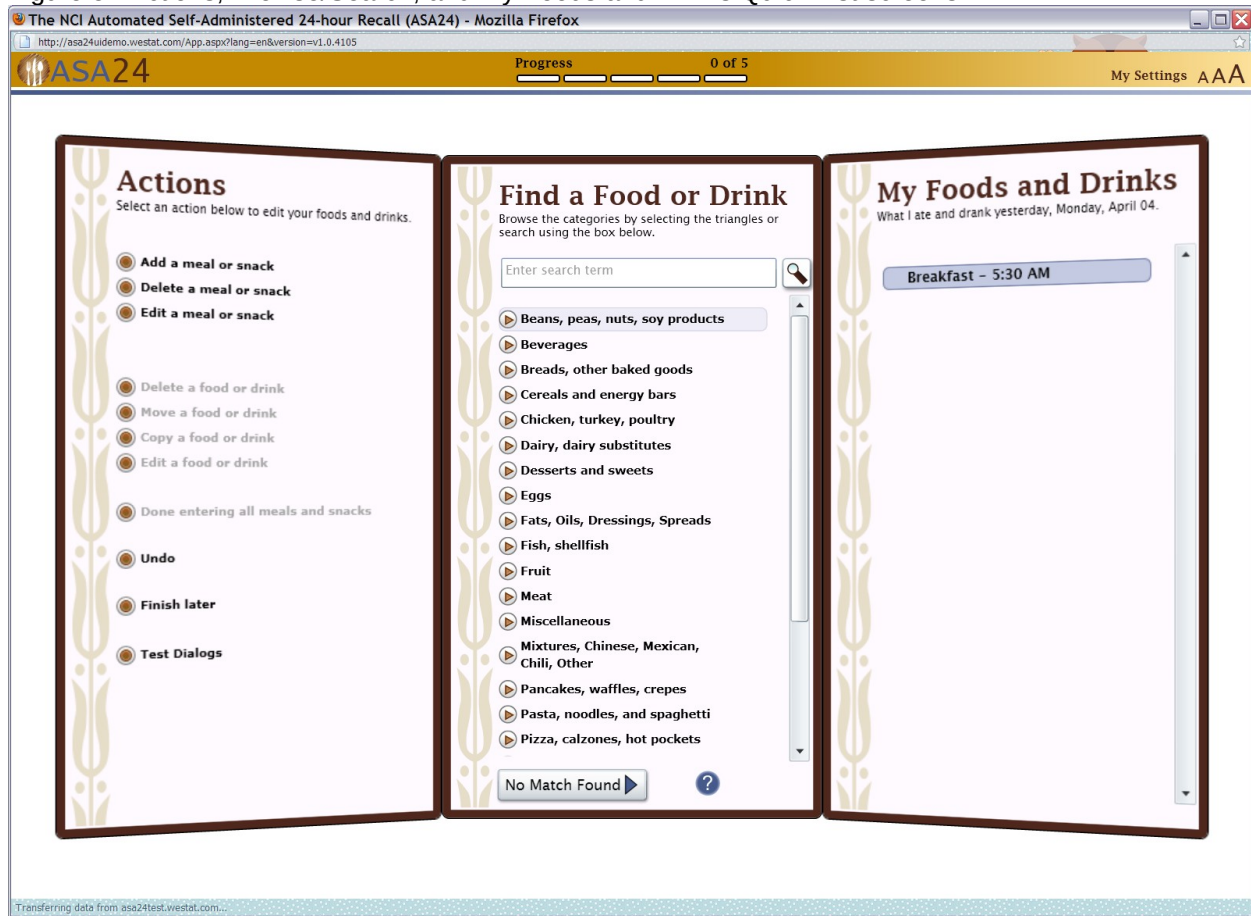 The NCI Automated Self-Administered 24-hour Recall (ASA24) - Mozilla Firefox
http://asa24uidemo.westat.com/App.aspx?lang=en&version=v1.0.4105
ASA24
Progress 0 of 5
My Settings A A A
Actions
Select an action below to edit your foods and drinks.
Add a meal or snack
Delete a meal or snack
Edit a meal or snack
Delete a food or drink
Move a food or drink
Copy a food or drink
Edit a food or drink
Done entering all meals and snacks
Undo
Finish later
Test Dialogs
Find a Food or Drink
Browse the categories by selecting the triangles or
search using the box below.
Enter search term
Beans, peas, nuts, soy products
Beverages
Breads, other baked goods
Cereals and energy bars
Chicken, turkey, poultry
Dairy, dairy substitutes
Desserts and sweets
Eggs
Fats, Oils, Dressings, Spreads
Fish, shellfish
Fruit
Meat
Miscellaneous
Mixtures, Chinese, Mexican,
Chili, Other
Pancakes, waffles, crepes
Pasta, noodles, and spaghetti
Pizza, calzones, hot pockets
No Match Found
?
My Foods and Drinks
What I ate and drank yesterday, Monday, April 04.
Breakfast – 5:30 AM
Transferring data from asa24test.westat.com...